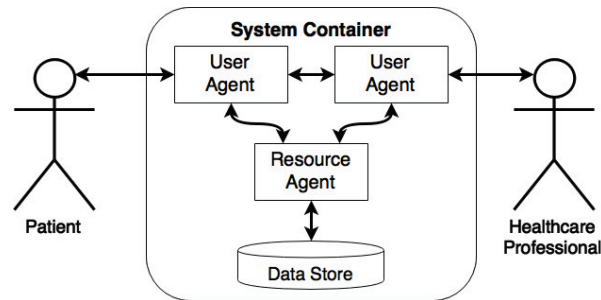 System Container
User
Agent
User
Agent
Resource
Agent
Patient
Healthcare
Professional
Data Store